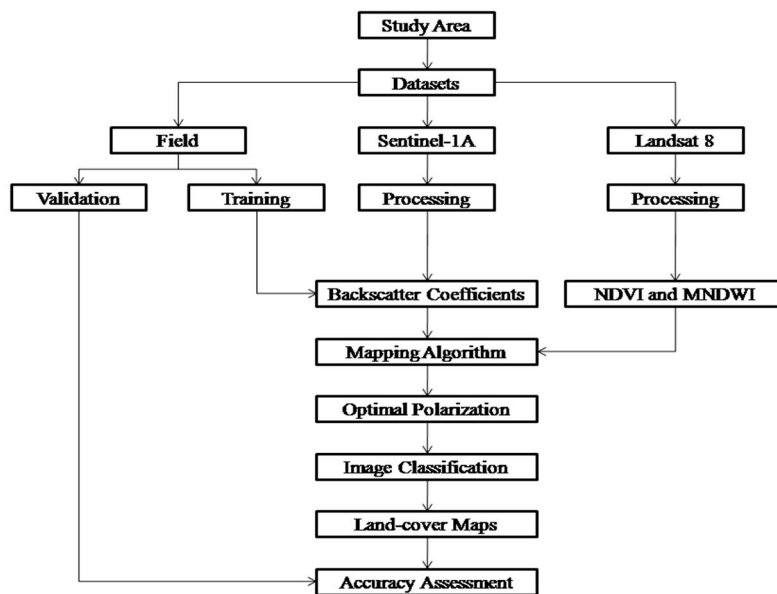 Study Area
Datasets
Field
Sentinel-1A
Landsat 8
Validation
Training
Processing
Processing
Backscatter Coefficients
NDVI and MNDWI
Mapping Algorithm
Optimal Polarization
Image Classification
Land-cover Maps
Accuracy Assessment